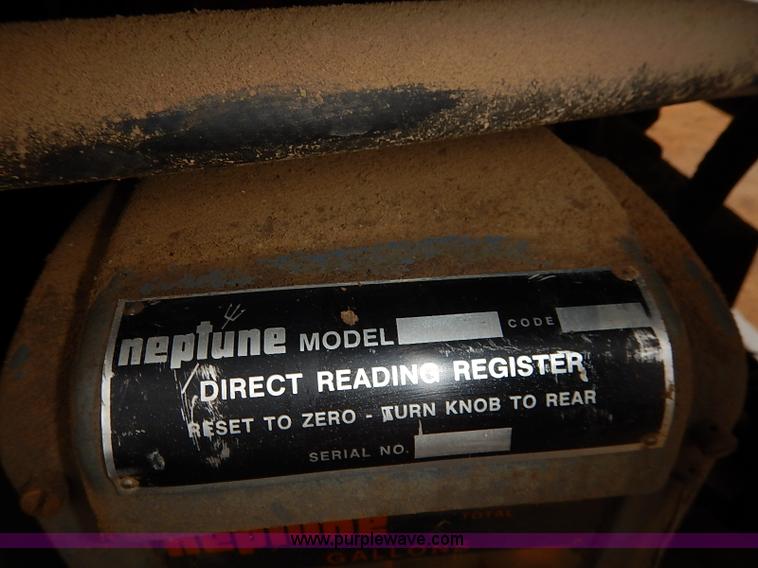 neptune MODEL CODE
DIRECT READING REGISTER
RESET TO ZERO - TURN KNOB TO REAR
SERIAL NO.
neptune TOTAL
GALLONS
www.purplewave.com